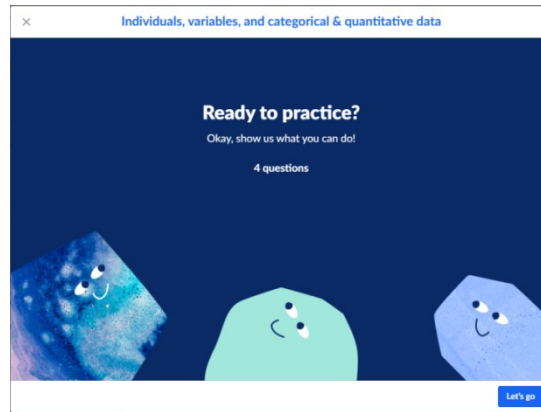 Individuals, variables, and categorical & quantitative data
Ready to practice?
Okay, show us what you can do!
4 questions
Let's go